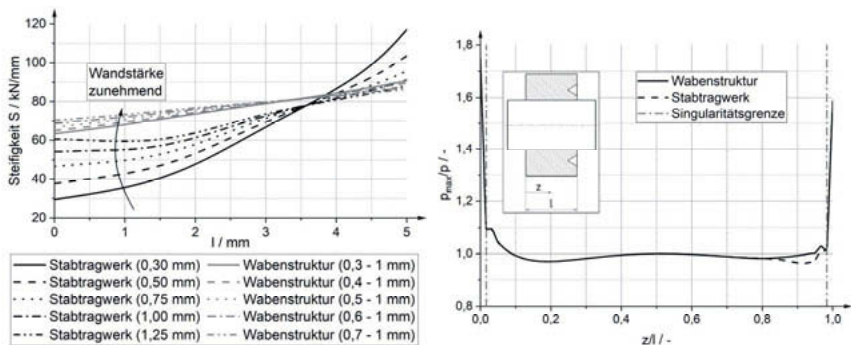 Steifigkeit S / kN/mm
120
100
80
60
40
20
Wandstärke
zunehmend
0
1
2
3
4
5
l / mm
Stabtragwerk (0,30 mm)
Wabenstruktur (0,3 - 1 mm)
Stabtragwerk (0,50 mm)
Wabenstruktur (0,4 - 1 mm)
Stabtragwerk (0,75 mm)
Wabenstruktur (0,5 - 1 mm)
Stabtragwerk (1,00 mm)
Wabenstruktur (0,6 - 1 mm)
Stabtragwerk (1,25 mm)
Wabenstruktur (0,7 - 1 mm)
pmax/p / -
1,8
1,6
1,4
1,2
1,0
0,8
Wabenstruktur
Stabtragwerk
Singularitätsgrenze
z
l
0,0
0,2
0,4
0,6
0,8
1,0
z/l / -